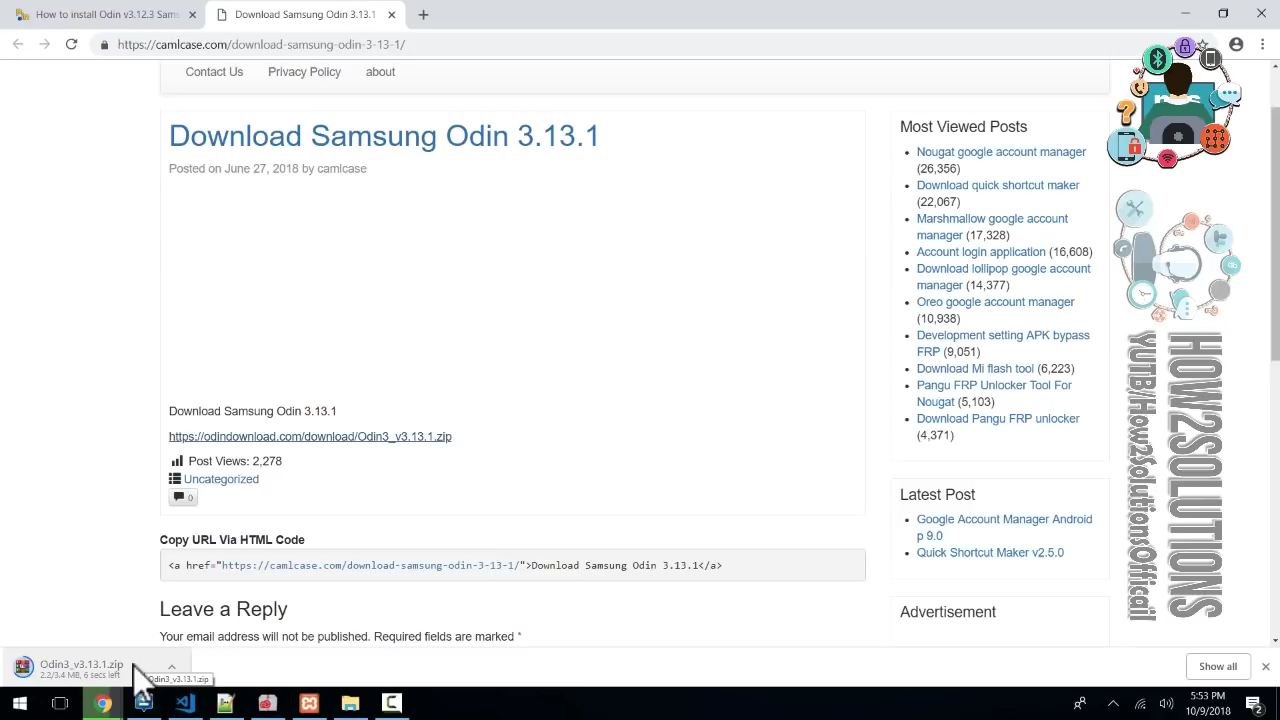 How to install Odin v3.12.3 Sams
Download Samsung Odin 3.13.1
https://camlcase.com/download-samsung-odin-3-13-1/
Contact Us Privacy Policy about
Download Samsung Odin 3.13.1
Posted on June 27, 2018 by camlcase
Download Samsung Odin 3.13.1
https://odindownload.com/download/Odin3_v3.13.1.zip
Post Views: 2,278
Uncategorized
0
Copy URL Via HTML Code
<a href="https://camlcase.com/download-samsung-odin-3-13-1/">Download Samsung Odin 3.13.1</a>
Leave a Reply
Your email address will not be published. Required fields are marked *
Most Viewed Posts
Nougat google account manager
(26,356)
Download quick shortcut maker
(22,067)
Marshmallow google account
manager (17,328)
Account login application (16,608)
Download lollipop google account
manager (14,377)
Oreo google account manager
(10,938)
Development setting APK bypass
FRP (9,051)
Download Mi flash tool (6,223)
Pangu FRP Unlocker Tool For
Nougat (5,103)
Download Pangu FRP unlocker
(4,371)
Latest Post
Google Account Manager Android
p 9.0
Quick Shortcut Maker v2.5.0
Advertisement
HOW2SOLUTIONS
YUTB/How2SolutionsOfficail
Odin3_v3.13.1.zip
2.2/3.4 MB, 6 secs left
Odin3_v3.13.1.zip
Show all
5:53 PM
10/9/2018
2